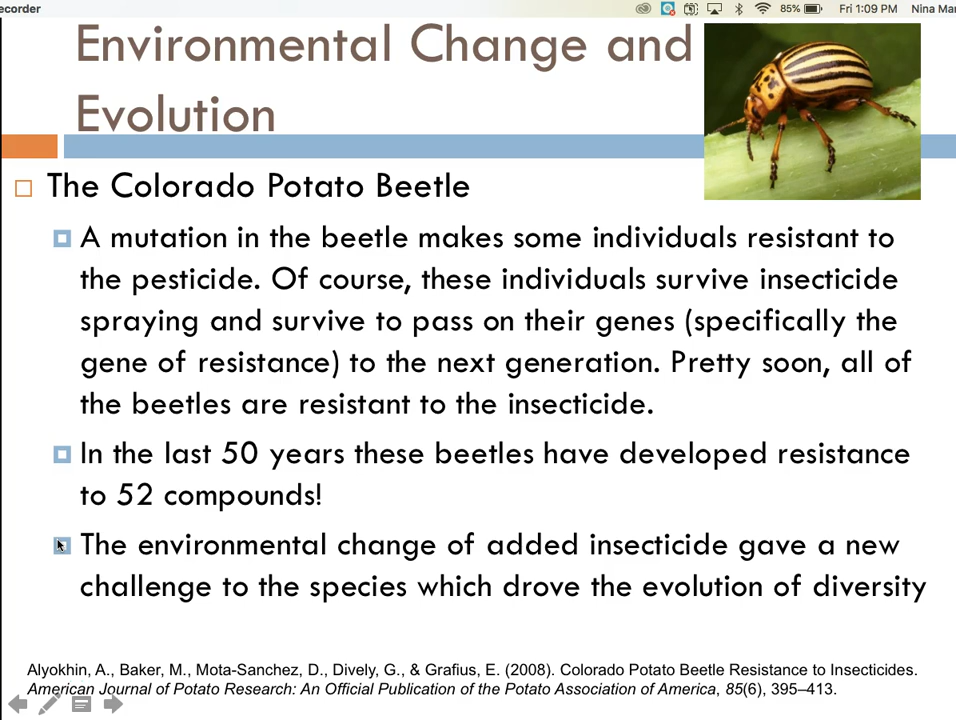 ecorder 85% Fri 1:09 PM Nina Mar
Environmental Change and
Evolution
The Colorado Potato Beetle
A mutation in the beetle makes some individuals resistant to
the pesticide. Of course, these individuals survive insecticide
spraying and survive to pass on their genes (specifically the
gene of resistance) to the next generation. Pretty soon, all of
the beetles are resistant to the insecticide.
In the last 50 years these beetles have developed resistance
to 52 compounds!
The environmental change of added insecticide gave a new
challenge to the species which drove the evolution of diversity
Alyokhin, A., Baker, M., Mota-Sanchez, D., Dively, G., & Grafius, E. (2008). Colorado Potato Beetle Resistance to Insecticides.
American Journal of Potato Research: An Official Publication of the Potato Association of America, 85(6), 395–413.